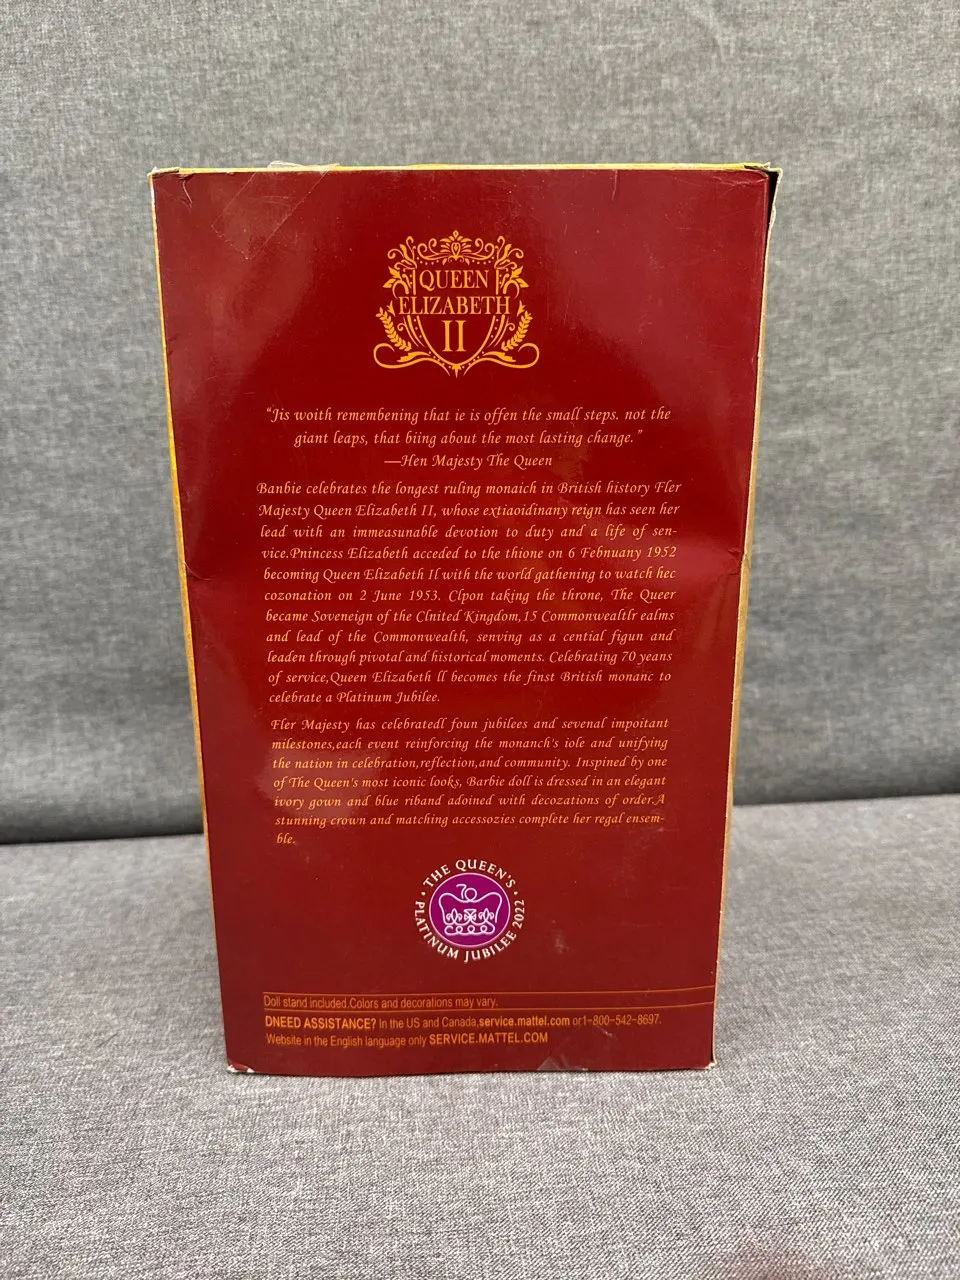 QUEEN
ELIZABETH
II
“Jis woith remembening that ie is offen the small steps. not the
giant leaps, that biing about the most lasting change.”
—Hen Majesty The Queen
Banbie celebrates the longest ruling monaich in British history Fler
Majesty Queen Elizabeth II, whose extiaoidinany reign has seen her
lead with an immeasunable devotion to duty and a life of sen-
vice.Pnincess Elizabeth acceded to the thione on 6 Febnuany 1952
becoming Queen Elizabeth Il with the world gathening to watch hec
cozonation on 2 June 1953. Clpon taking the throne, The Queer
became Soveneign of the Clnited Kingdom,15 Commonwealtlr ealms
and lead of the Commonwealth, senving as a cential figun and
leaden through pivotal and historical moments. Celebrating 70 yeans
of service,Queen Elizabeth ll becomes the finst British monanc to
celebrate a Platinum Jubilee.
Fler Majesty has celebratedl foun jubilees and sevenal impoitant
milestones,each event reinforcing the monanch's iole and unifying
the nation in celebration,reflection,and community. Inspined by one
of The Queen's most iconic looks, Barbie doll is dressed in an elegant
ivory gown and blue riband adoined with decozations of order.A
stunning crown and matching accessozies complete her regal ensem-
ble.
THE QUEEN'S
70
PLATINUM JUBILEE 2022
Doll stand included.Colors and decorations may vary.
DNEED ASSISTANCE? In the US and Canada,service.mattel.com or1-800-542-8697.
Website in the English language only SERVICE.MATTEL.COM